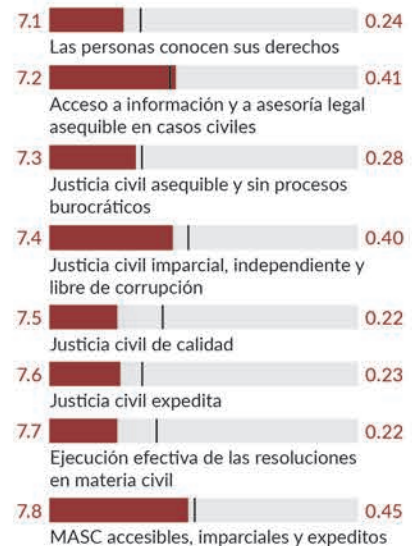 7.1 0.24
Las personas conocen sus derechos
7.2 0.41
Acceso a información y a asesoría legal
asequible en casos civiles
7.3 0.28
Justicia civil asequible y sin procesos
burocráticos
7.4 0.40
Justicia civil imparcial, independiente y
libre de corrupción
7.5 0.22
Justicia civil de calidad
7.6 0.23
Justicia civil expedita
7.7 0.22
Ejecución efectiva de las resoluciones
en materia civil
7.8 0.45
MASC accesibles, imparciales y expeditos